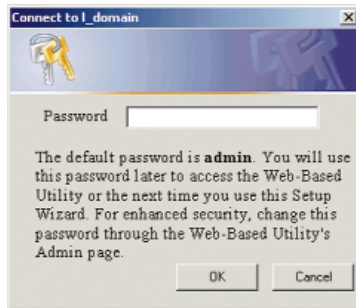 Connect to l_domain
Password
The default password is admin. You will use
this password later to access the Web-Based
Utility or the next time you use this Setup
Wizard. For enhanced security, change this
password through the Web-Based Utility's
Admin page.
OK Cancel